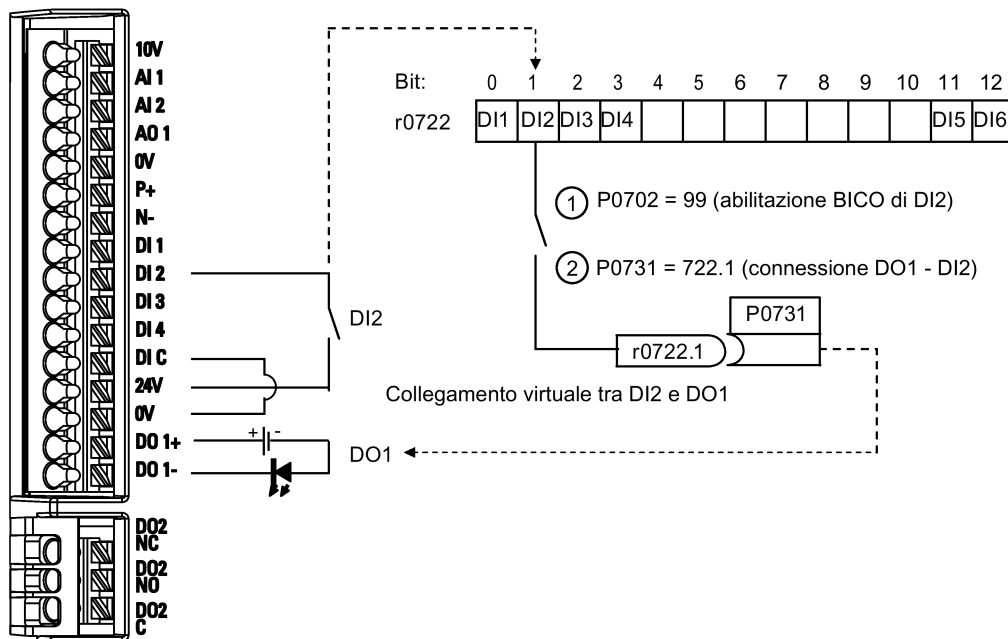 10V
AI 1
AI 2
AO 1
0V
P+
N-
DI 1
DI 2
DI 3
DI 4
DI C
24V
0V
DO 1+
DO 1-
DO2
NC
DO2
NO
DO2
C
+ -
DI2
DO1
Bit: 0 1 2 3 4 5 6 7 8 9 10 11 12
r0722 DI1 DI2 DI3 DI4 DI5 DI6
1 P0702 = 99 (abilitazione BICO di DI2)
2 P0731 = 722.1 (connessione DO1 - DI2)
P0731
r0722.1
Collegamento virtuale tra DI2 e DO1